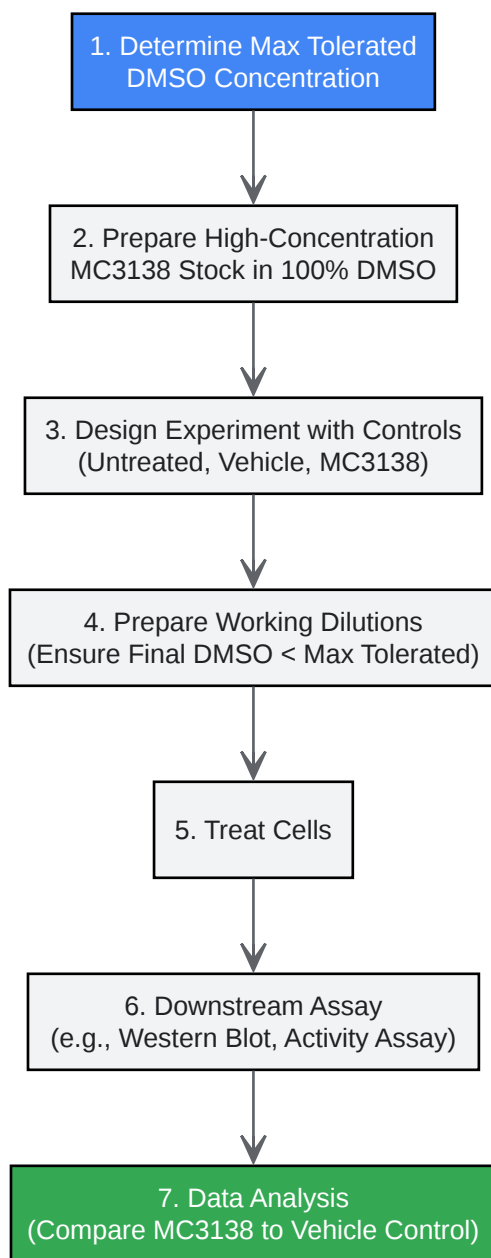 1. Determine Max Tolerated
DMSO Concentration
2. Prepare High-Concentration
MC3138 Stock in 100% DMSO
3. Design Experiment with Controls
(Untreated, Vehicle, MC3138)
4. Prepare Working Dilutions
(Ensure Final DMSO < Max Tolerated)
5. Treat Cells
6. Downstream Assay
(e.g., Western Blot, Activity Assay)
7. Data Analysis
(Compare MC3138 to Vehicle Control)